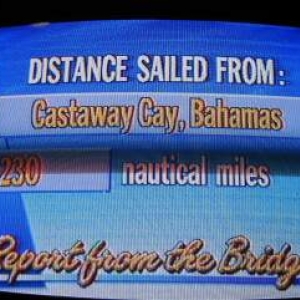 DISTANCE SAILED FROM:
Castaway Cay, Bahamas
230 nautical miles
Report from the Bridg